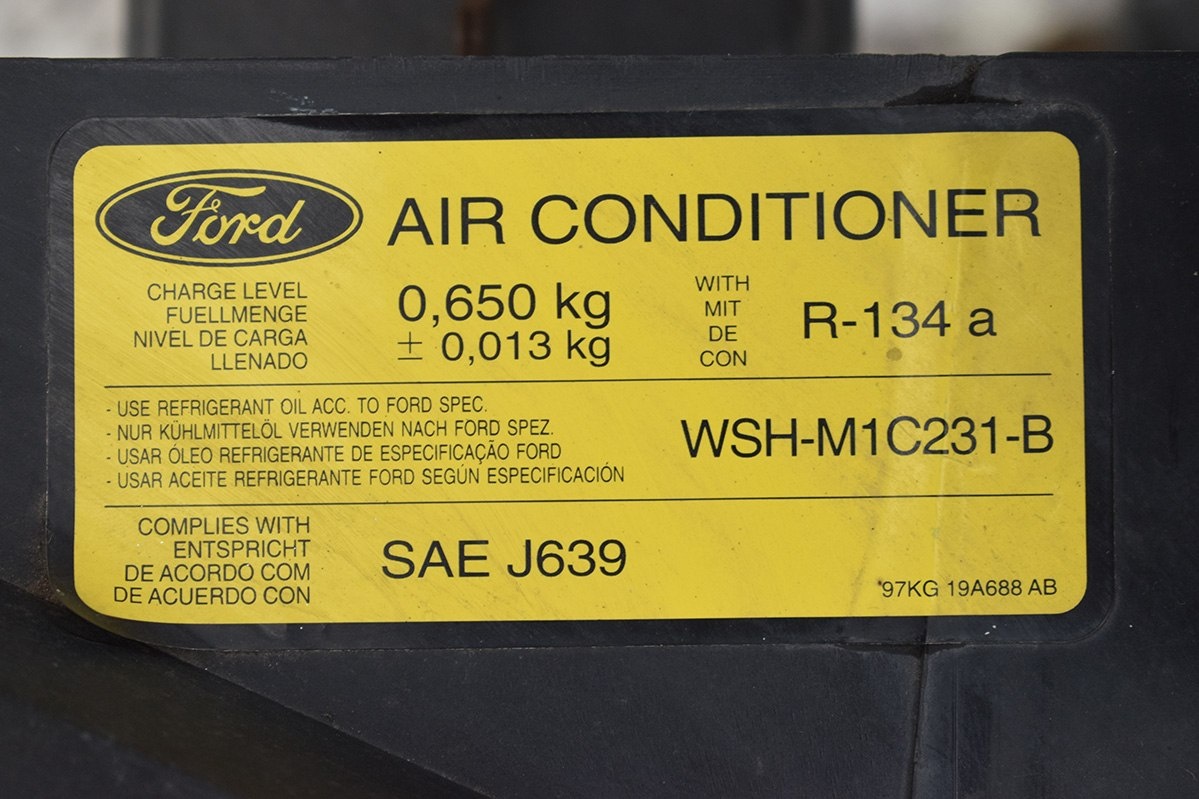 Ford AIR CONDITIONER
CHARGE LEVEL
FUELLMENGE
NIVEL DE CARGA
LLENADO
0,650 kg
± 0,013 kg
WITH
MIT
DE
CON
R-134 a
- USE REFRIGERANT OIL ACC. TO FORD SPEC.
- NUR KÜHLMITTELÖL VERWENDEN NACH FORD SPEZ.
- USAR ÓLEO REFRIGERANTE DE ESPECIFICAÇÃO FORD
- USAR ACEITE REFRIGERANTE FORD SEGÚN ESPECIFICACIÓN
WSH-M1C231-B
COMPLIES WITH
ENTSPRICHT
DE ACORDO COM
DE ACUERDO CON
SAE J639
'97KG 19A688 AB